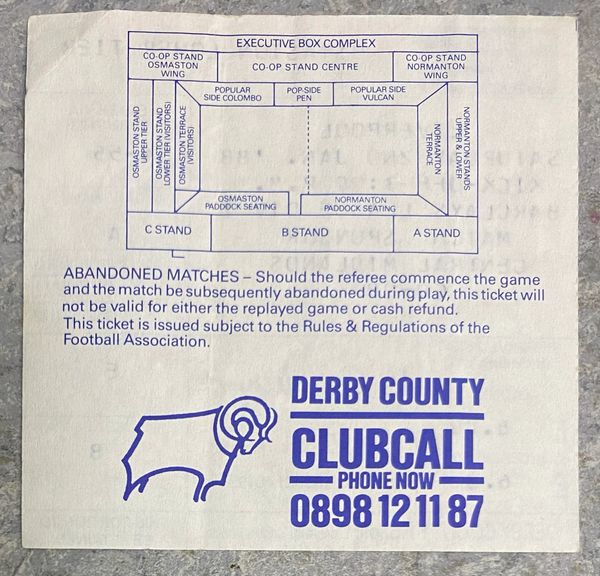 EXECUTIVE BOX COMPLEX
CO-OP STAND
OSMASTON
WING
CO-OP STAND CENTRE
CO-OP STAND
NORMANTON
WING
POPULAR
SIDE COLOMBO
POP-SIDE
PEN
POPULAR SIDE
VULCAN
OSMASTON STAND
UPPER TIER
OSMASTON STAND
LOWER TIER (VISITORS)
OSMASTON TERRACE
(VISITORS)
NORMANTON
TERRACE
NORMANTON STANDS
UPPER & LOWER
OSMASTON
PADDOCK SEATING
NORMANTON
PADDOCK SEATING
C STAND
B STAND
A STAND
ABANDONED MATCHES – Should the referee commence the game
and the match be subsequently abandoned during play, this ticket will
not be valid for either the replayed game or cash refund.
This ticket is issued subject to the Rules & Regulations of the
Football Association.
DERBY COUNTY
CLUBCALL
PHONE NOW
0898 12 11 87